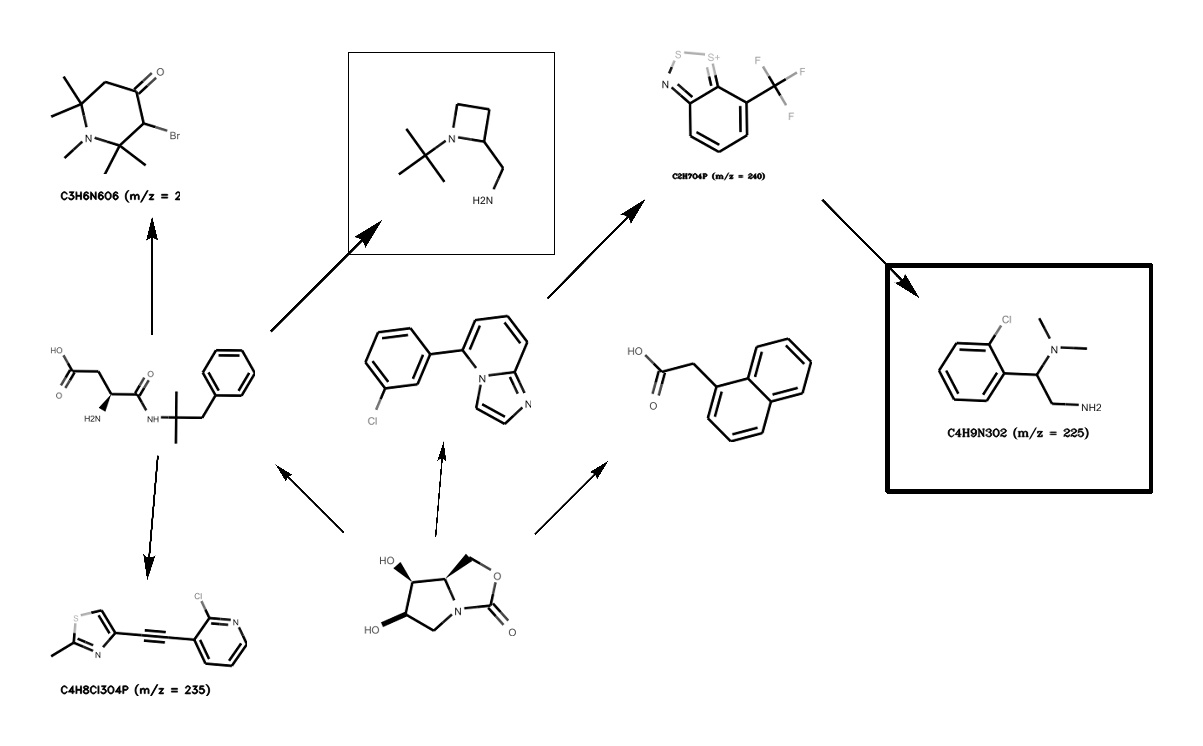 O
N
Br
C3H6N6O6 (m/z = 2
N
H2N
S
S+
N
F
F
F
C2H7O4P (m/z = 240)
HO
O
H2N
O
NH
Cl
N
N
HO
O
Cl
N
NH2
C4H9N3O2 (m/z = 225)
S
N
Cl
N
C4H8Cl3O4P (m/z = 235)
HO
HO
N
O
O